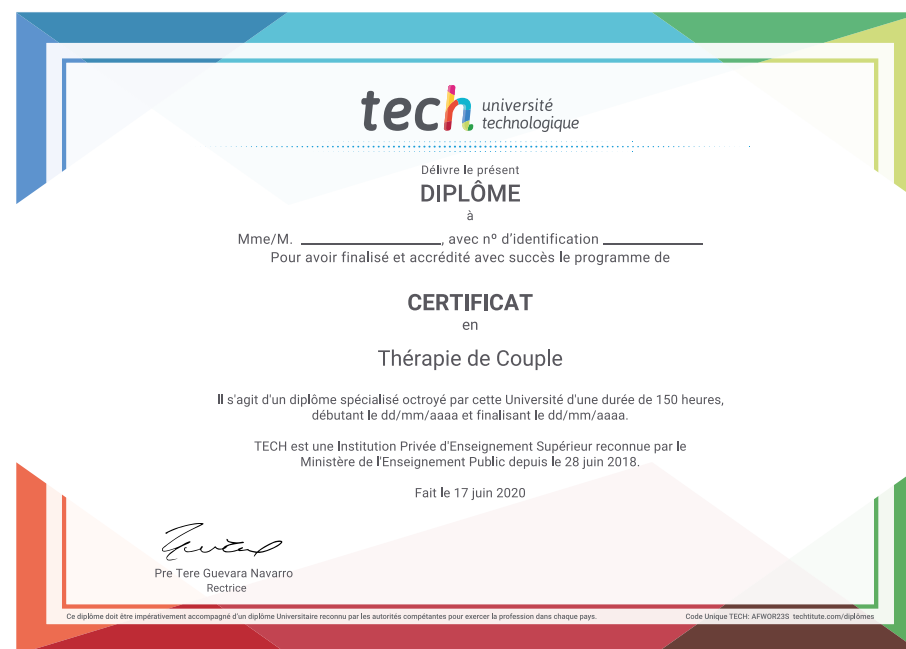 tech université
technologique
Délivre le présent
DIPLÔME
à
Mme/M. ____________________, avec nº d'identification ______________
Pour avoir finalisé et accrédité avec succès le programme de
CERTIFICAT
en
Thérapie de Couple
Il s'agit d'un diplôme spécialisé octroyé par cette Université d'une durée de 150 heures,
débutant le dd/mm/aaaa et finalisant le dd/mm/aaaa.
TECH est une Institution Privée d'Enseignement Supérieur reconnue par le
Ministère de l'Enseignement Public depuis le 28 juin 2018.
Fait le 17 juin 2020
Pre Tere Guevara Navarro
Rectrice
Ce diplôme doit être impérativement accompagné d'un diplôme Universitaire reconnu par les autorités compétantes pour exercer la profession dans chaque pays.
Code Unique TECH: AFWOR23S techtitute.com/diplômes